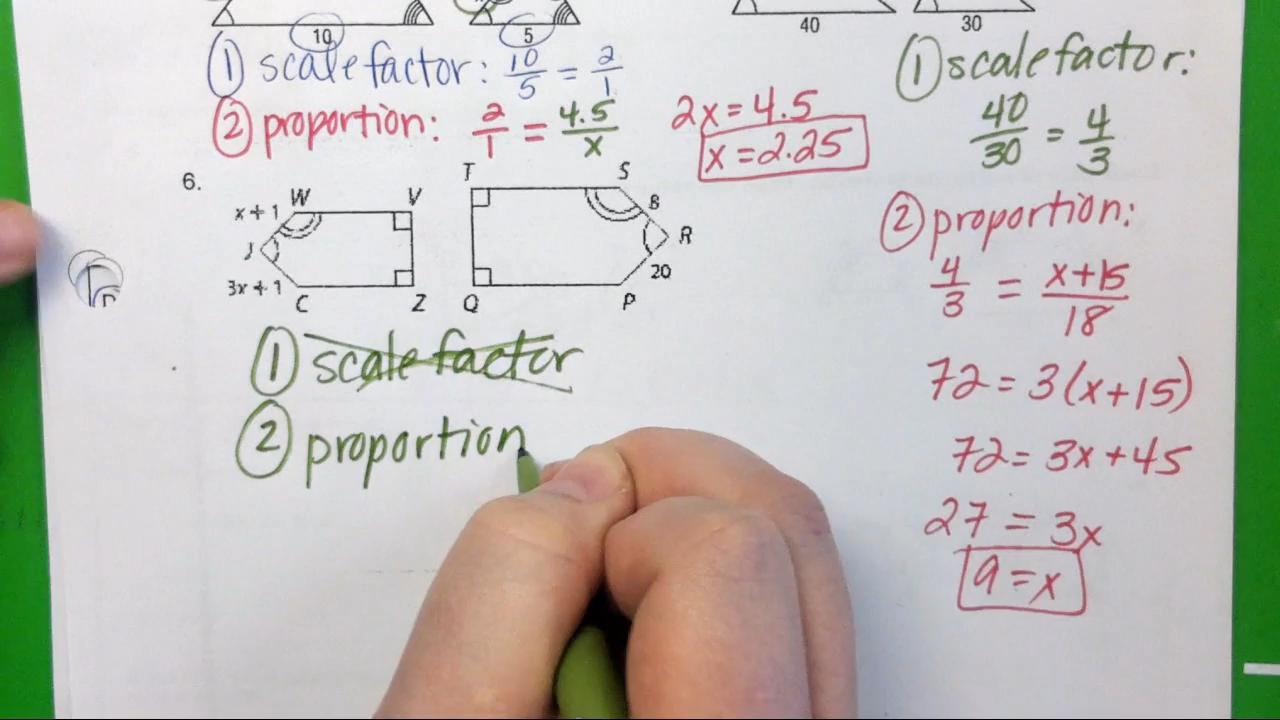 10
5
40
30
① scale factor: 10/5 = 2/1
② proportion: 2/1 = 4.5/x
2x = 4.5
x = 2.25
① scale factor:
40/30 = 4/3
② proportion:
4/3 = x+15/18
72 = 3(x+15)
72 = 3x+45
27 = 3x
9 = x
6.
W V
x + 1
J
3x + 1
C Z
T S
8
R
20
Q P
① scale factor
② proportion